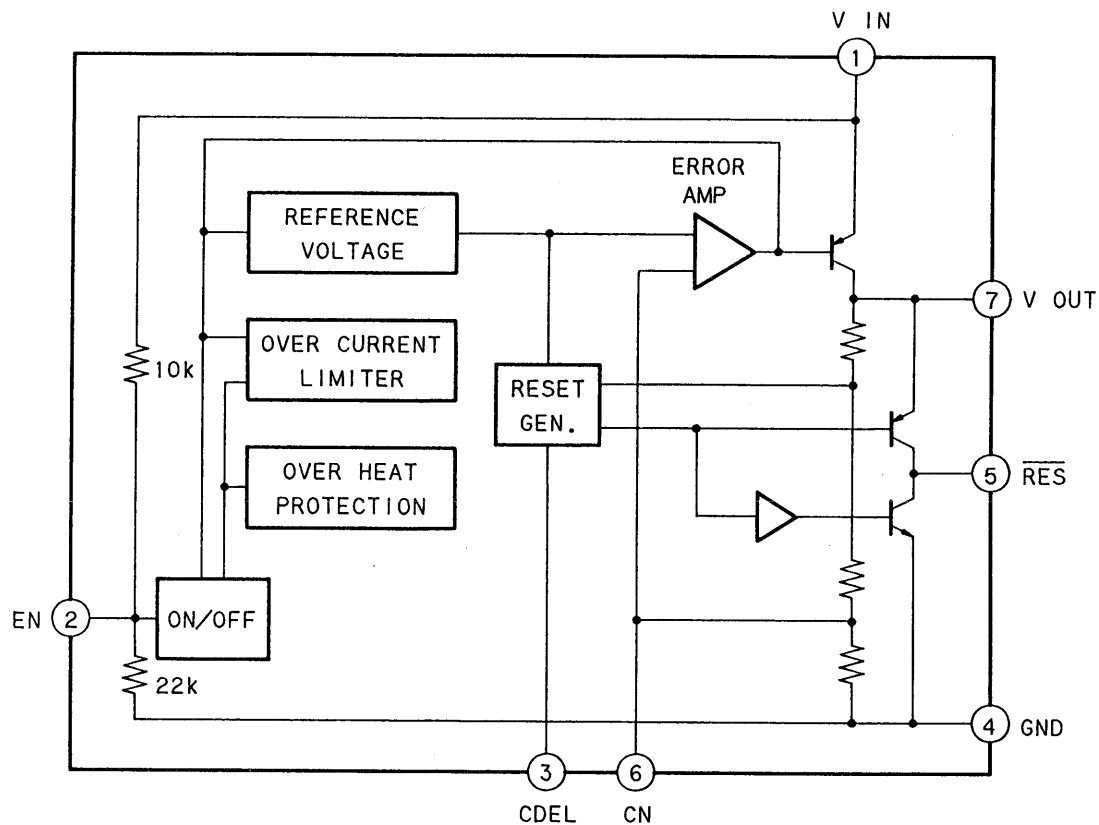 V IN
1
ERROR
AMP
REFERENCE
VOLTAGE
7 V OUT
OVER CURRENT
LIMITER
10k
RESET
GEN.
OVER HEAT
PROTECTION
5 RES
EN 2
ON/OFF
22k
4 GND
3 6
CDEL CN